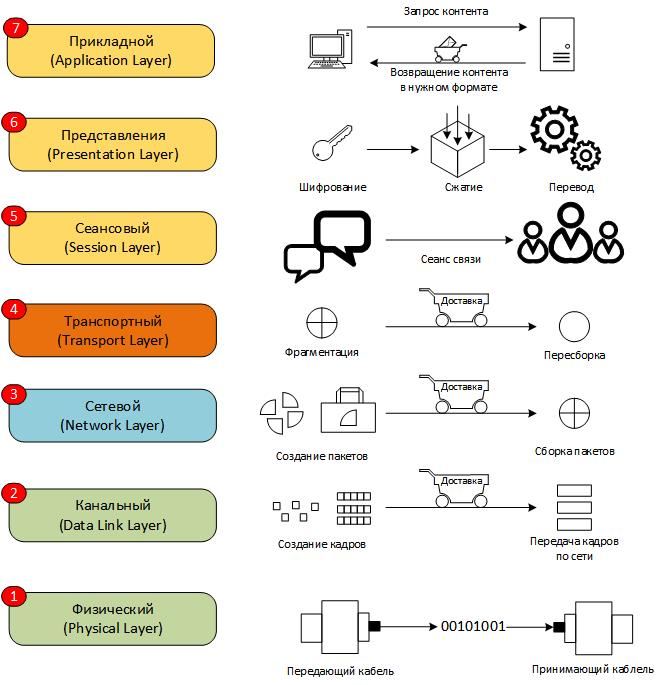 7
Прикладной
(Application Layer)
Запрос контента
Возвращение контента
в нужном формате
6
Представления
(Presentation Layer)
Шифрование
Сжатие
Перевод
5
Сеансовый
(Session Layer)
Сеанс связи
4
Транспортный
(Transport Layer)
Доставка
Фрагментация
Пересборка
3
Сетевой
(Network Layer)
Доставка
Создание пакетов
Сборка пакетов
2
Канальный
(Data Link Layer)
Доставка
Создание кадров
Передача кадров
по сети
1
Физический
(Physical Layer)
00101001
Передающий кабель
Принимающий каблель